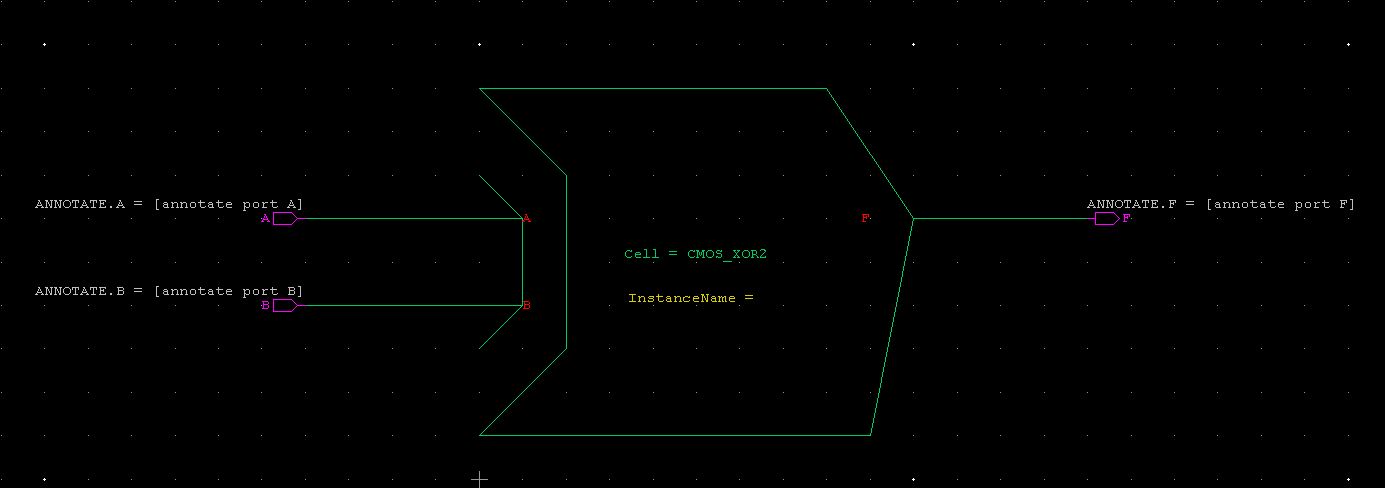 ANNOTATE.A = [annotate port A]
A
A
ANNOTATE.F = [annotate port F]
F
F
Cell = CMOS_XOR2
ANNOTATE.B = [annotate port B]
B
B
InstanceName =